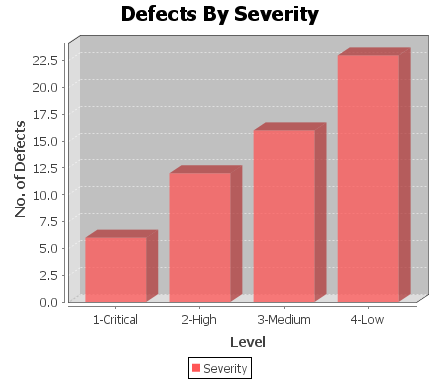 Defects By Severity
22.5
20.0
17.5
15.0
12.5
10.0
7.5
5.0
2.5
0.0
No. of Defects
1-Critical 2-High 3-Medium 4-Low
Level
Severity